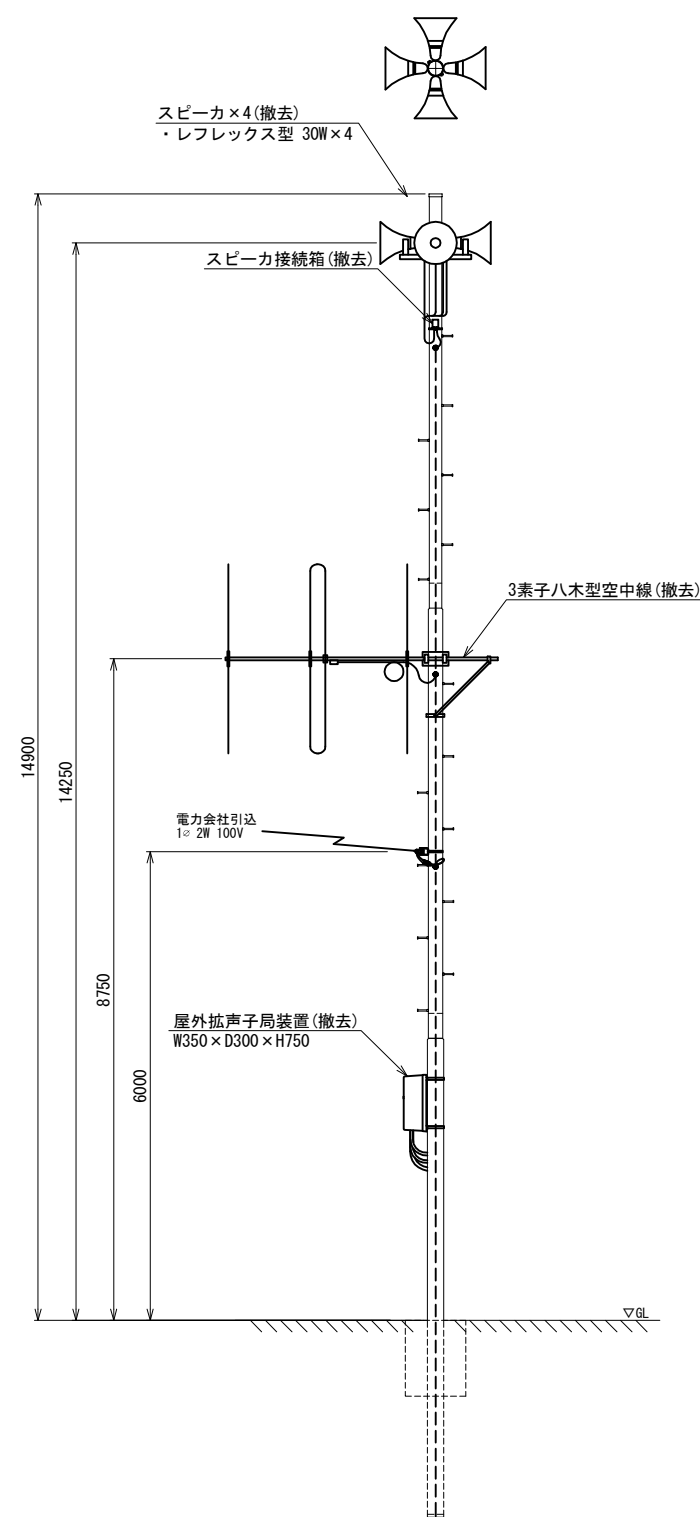 スピーカ×4(撤去)
・レフレックス型 30W×4
スピーカ接続箱(撤去)
3素子八木型空中線(撤去)
14900
14250
電力会社引込
1∅ 2W 100V
8750
屋外拡声子局装置(撤去)
W350×D300×H750
6000
▽GL